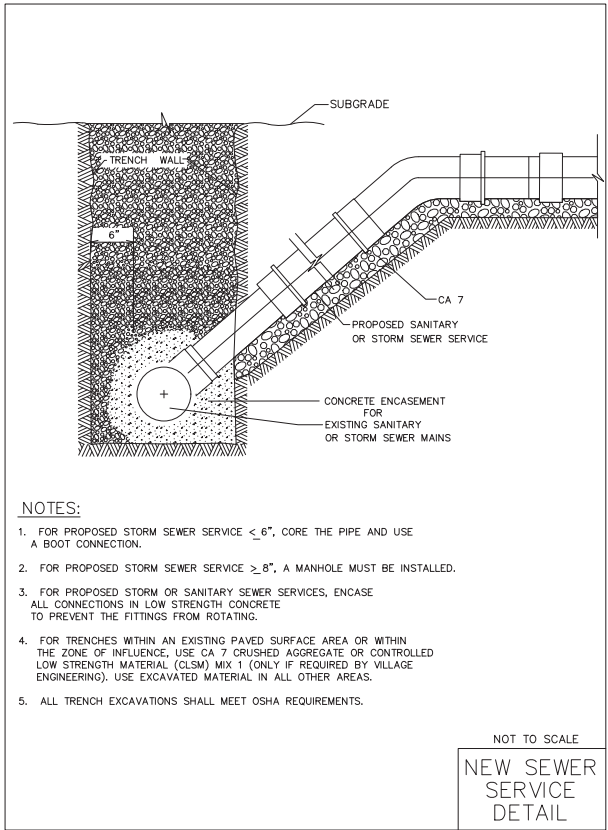 SUBGRADE
TRENCH WALL
6"
CA 7
PROPOSED SANITARY
OR STORM SEWER SERVICE
CONCRETE ENCASEMENT
FOR
EXISTING SANITARY
OR STORM SEWER MAINS
NOTES:
1. FOR PROPOSED STORM SEWER SERVICE ≤ 6", CORE THE PIPE AND USE
A BOOT CONNECTION.
2. FOR PROPOSED STORM SEWER SERVICE ≥ 8", A MANHOLE MUST BE INSTALLED.
3. FOR PROPOSED STORM OR SANITARY SEWER SERVICES, ENCASE
ALL CONNECTIONS IN LOW STRENGTH CONCRETE
TO PREVENT THE FITTINGS FROM ROTATING.
4. FOR TRENCHES WITHIN AN EXISTING PAVED SURFACE AREA OR WITHIN
THE ZONE OF INFLUENCE, USE CA 7 CRUSHED AGGREGATE OR CONTROLLED
LOW STRENGTH MATERIAL (CLSM) MIX 1 (ONLY IF REQUIRED BY VILLAGE
ENGINEERING). USE EXCAVATED MATERIAL IN ALL OTHER AREAS.
5. ALL TRENCH EXCAVATIONS SHALL MEET OSHA REQUIREMENTS.
NOT TO SCALE
NEW SEWER
SERVICE
DETAIL